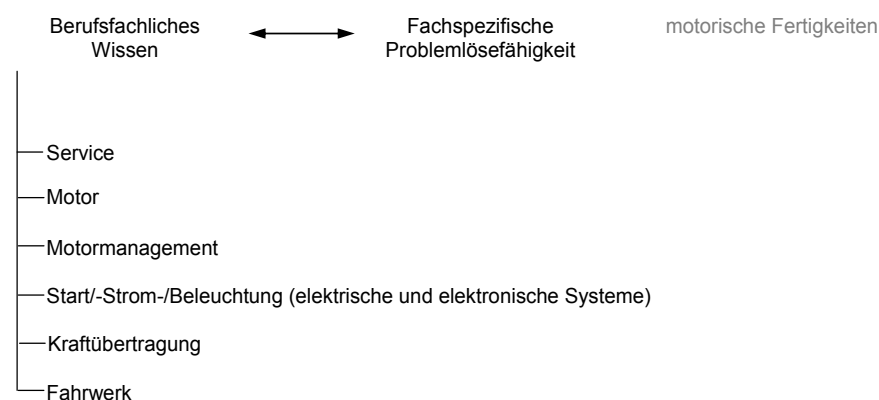 Berufsfachliches
Wissen
Fachspezifische
Problemlösefähigkeit
motorische Fertigkeiten
Service
Motor
Motormanagement
Start/-Strom-/Beleuchtung (elektrische und elektronische Systeme)
Kraftübertragung
Fahrwerk